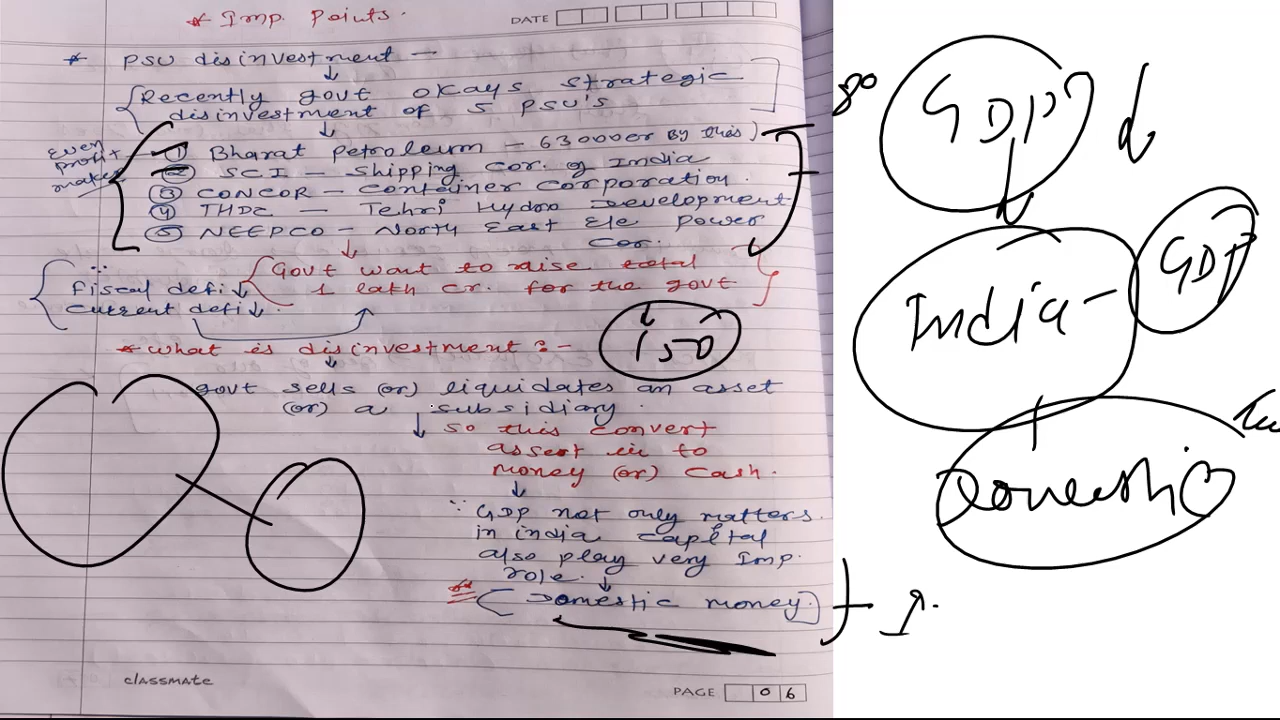 * Imp. Points.
DATE
* PSU disinvestment —
Recently govt okays strategic
disinvestment of 5 PSU's
Even
profit
① Bharat Petroleum – 63000cr By this
② SCI – Shipping Cor. of India
③ CONCOR – Container Corporation.
④ THDC – Tehri Hydro Development
⑤ NEEPCO – North East Ele Power
Cor.
Govt want to raise total
1 lakh cr. for the govt
∵
Fiscal defi↓
Current defi↓.
* What is disinvestment :-
govt sells (or) liquidates an asset
(or) a subsidiary.
so this convert
assert in to
money (or) cash.
∵ GDP not only matters.
in india capital
also play very Imp
role.
** (Domestic money)
classmate
PAGE 06
150
GDP
India – GDP
Domestic